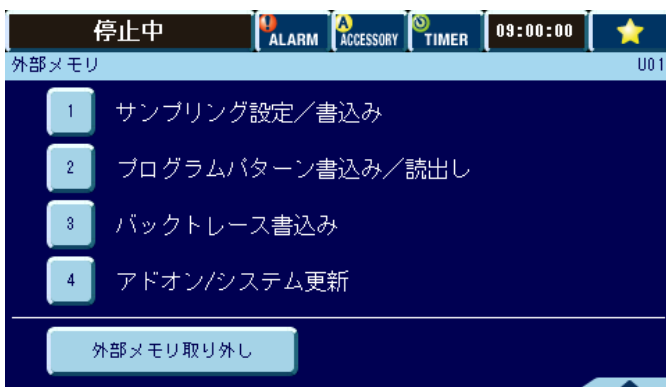 停止中 ALARM A ACCESSORY TIMER 09:00:00
外部メモリ U01
1 サンプリング設定／書込み
2 プログラムパターン書込み／読出し
3 バックトレース書込み
4 アドオン/システム更新
外部メモリ取り外し